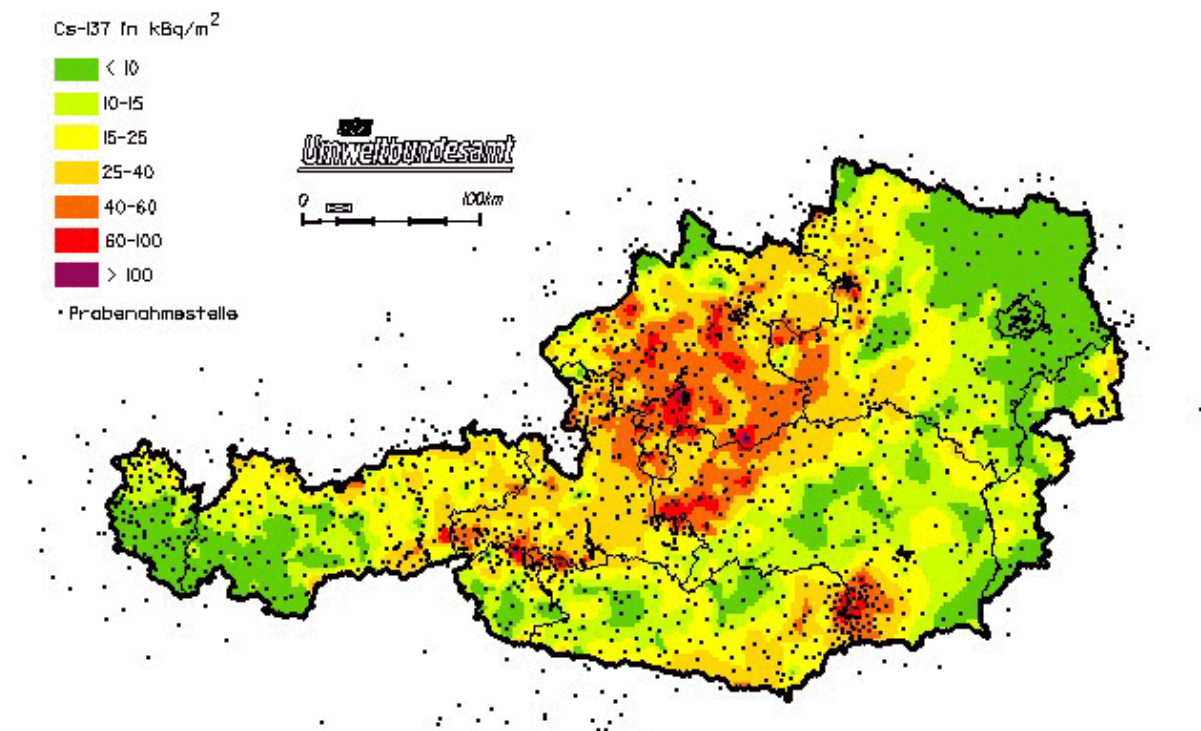 Cs-137 in kBq/m²
< 10
10-15
15-25
25-40
40-60
60-100
> 100
· Probenahmestelle
Umweltbundesamt
0 100km